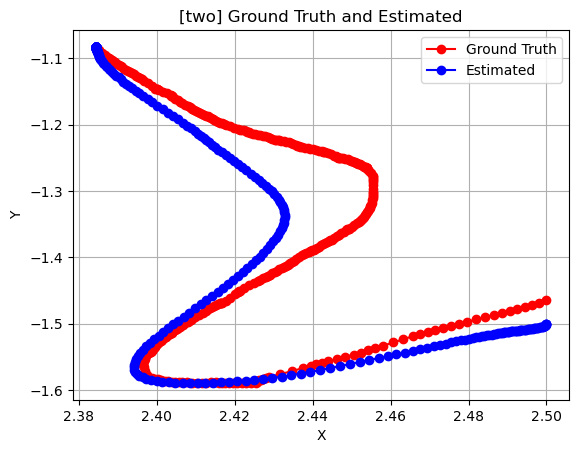 [two] Ground Truth and Estimated
Ground Truth
Estimated
−1.1
−1.2
−1.3
−1.4
−1.5
−1.6
Y
2.38
2.40
2.42
2.44
2.46
2.48
2.50
X